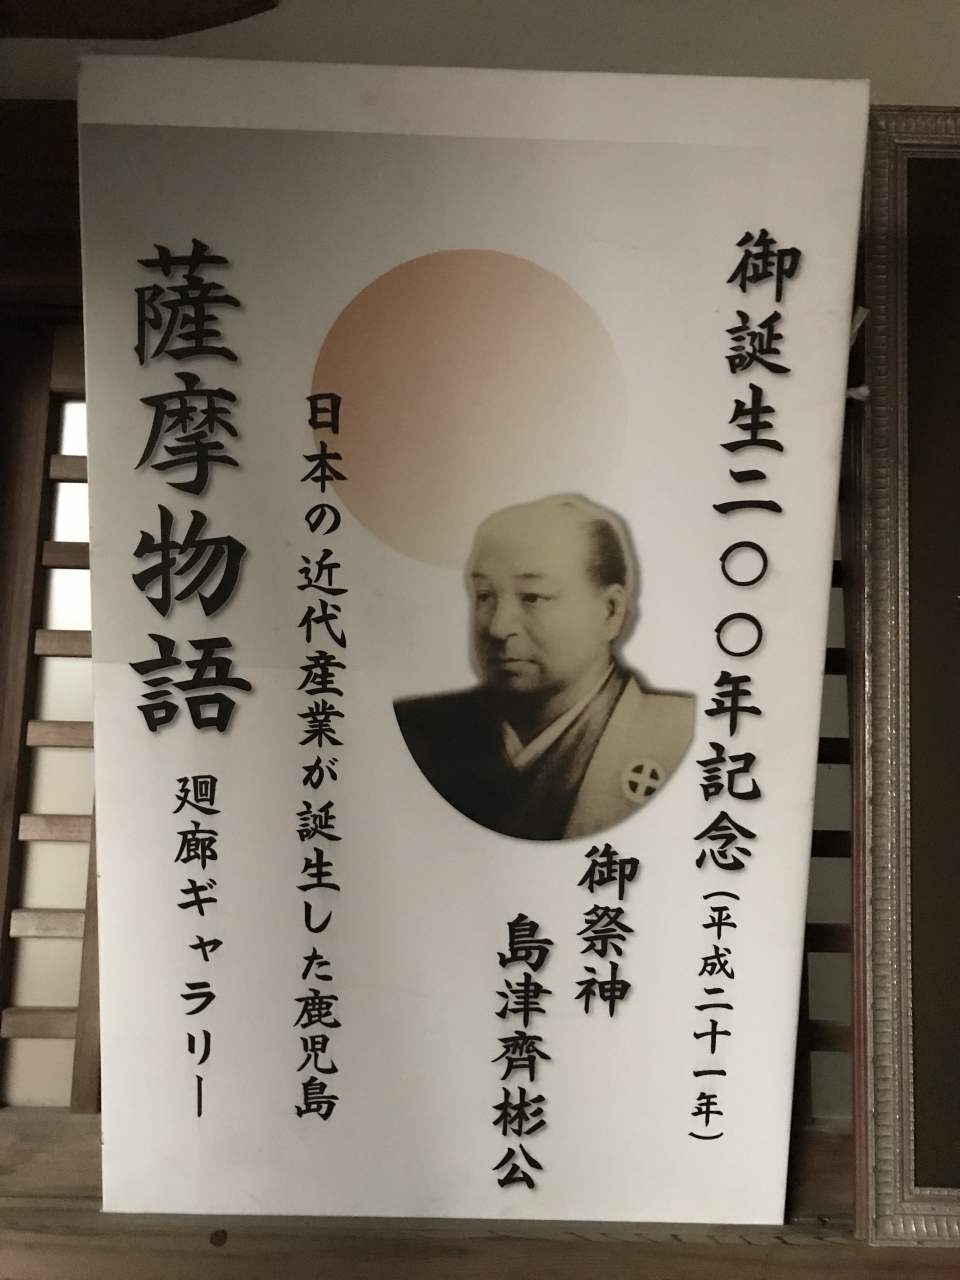 御誕生二〇〇年記念(平成二十一年)
御祭神
島津齊彬公
日本の近代産業が誕生した鹿児島
薩摩物語 廻廊ギャラリー